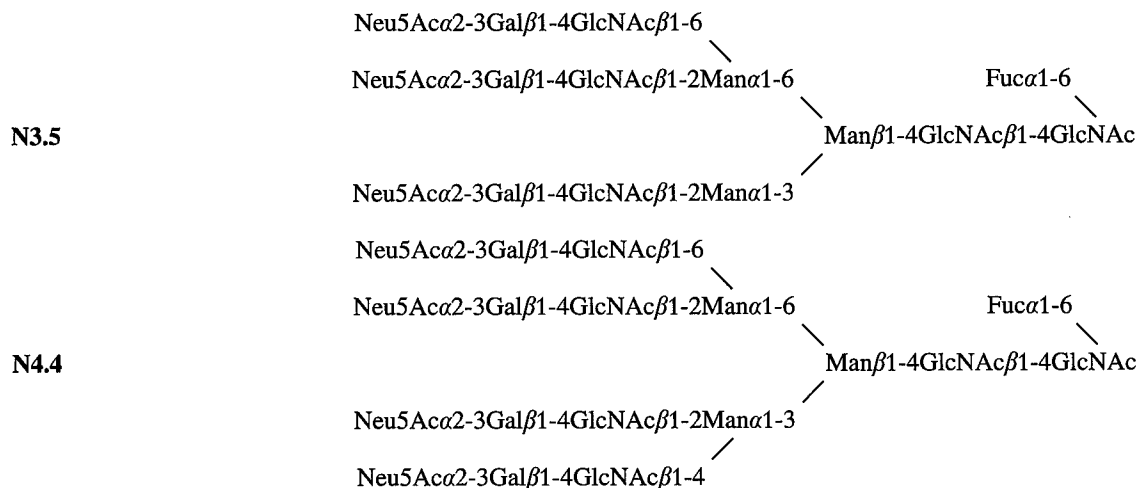 Neu5Acα2-3Galβ1-4GlcNAcβ1-6
Neu5Acα2-3Galβ1-4GlcNAcβ1-2Manα1-6 Fucα1-6
N3.5 Manβ1-4GlcNAcβ1-4GlcNAc
Neu5Acα2-3Galβ1-4GlcNAcβ1-2Manα1-3
Neu5Acα2-3Galβ1-4GlcNAcβ1-6
Neu5Acα2-3Galβ1-4GlcNAcβ1-2Manα1-6 Fucα1-6
N4.4 Manβ1-4GlcNAcβ1-4GlcNAc
Neu5Acα2-3Galβ1-4GlcNAcβ1-2Manα1-3
Neu5Acα2-3Galβ1-4GlcNAcβ1-4